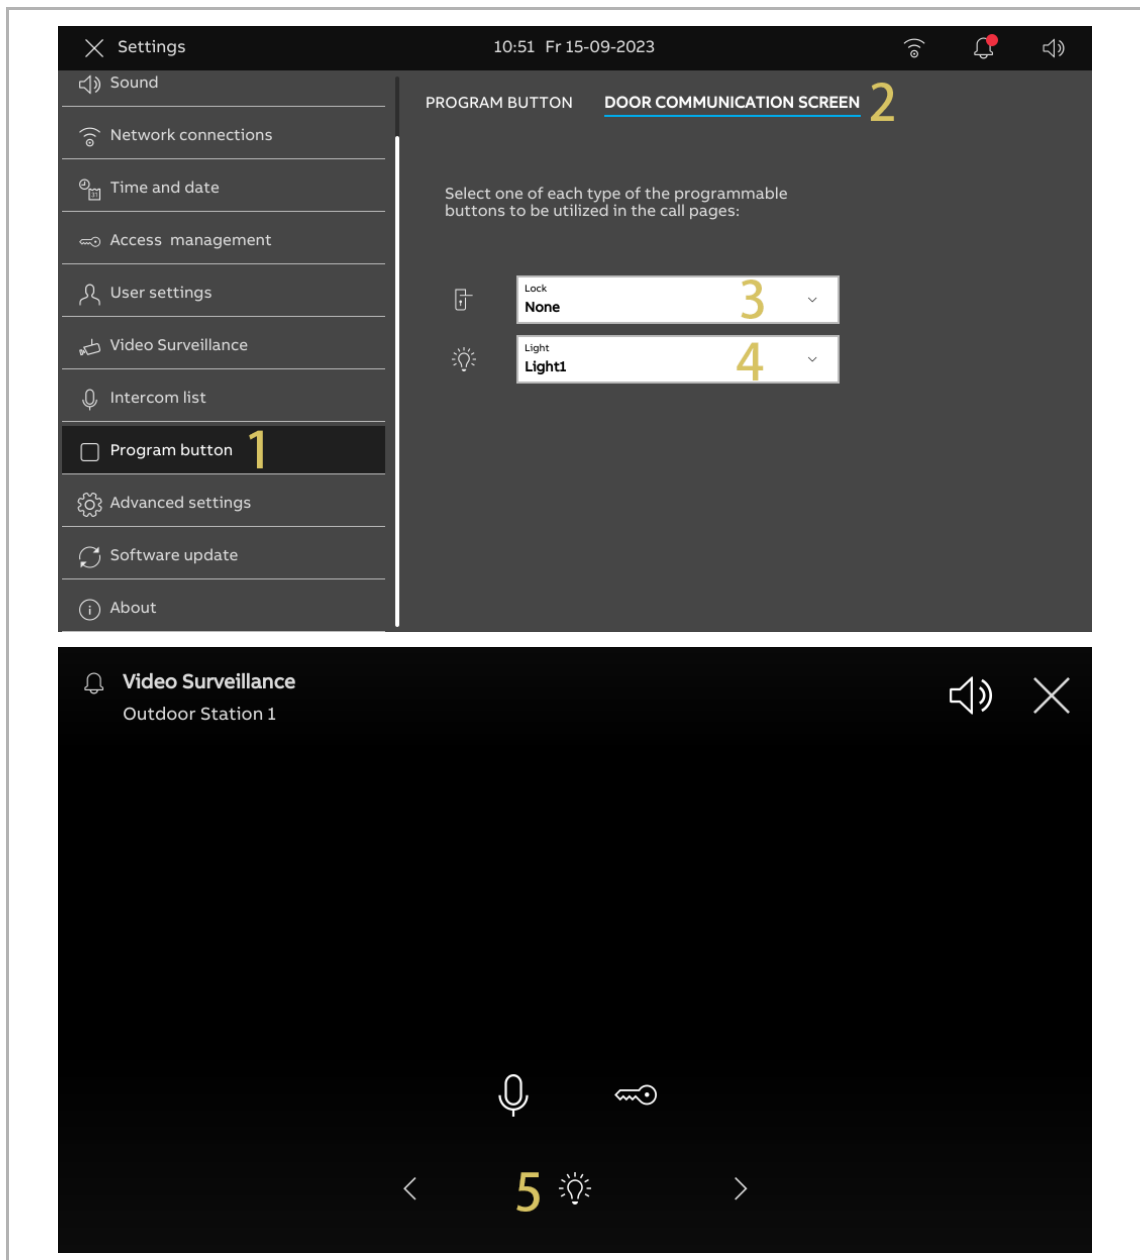 Settings
10:51 Fr 15-09-2023
Sound
Network connections
Time and date
Access management
User settings
Video Surveillance
Intercom list
Program button 1
Advanced settings
Software update
About
PROGRAM BUTTON DOOR COMMUNICATION SCREEN 2
Select one of each type of the programmable
buttons to be utilized in the call pages:
Lock
None
3
Light
Light1
4
Video Surveillance
Outdoor Station 1
5